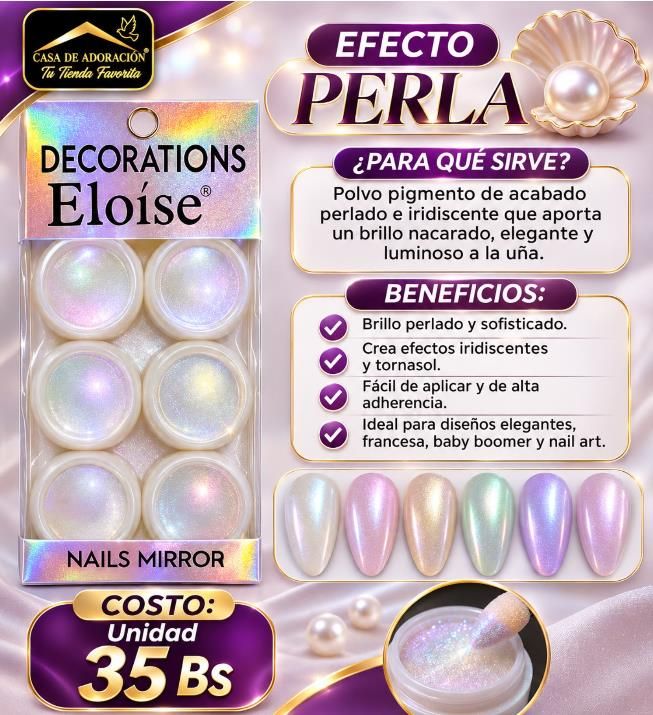 CASA DE ADORACIÓN®
Tu Tienda Favorita
EFECTO
PERLA
DECORATIONS
Eloíse®
NAILS MIRROR
¿PARA QUÉ SIRVE?
Polvo pigmento de acabado
perlado e iridiscente que aporta
un brillo nacarado, elegante y
luminoso a la uña.
BENEFICIOS:
Brillo perlado y sofisticado.
Crea efectos iridiscentes
y tornasol.
Fácil de aplicar y de alta
adherencia.
Ideal para diseños elegantes,
francesa, baby boomer y nail art.
COSTO:
Unidad
35 Bs